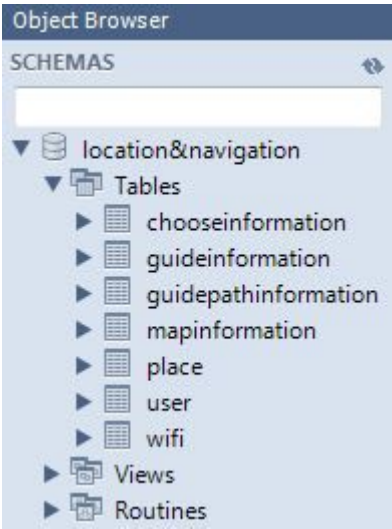 Object Browser
SCHEMAS
location&navigation
Tables
chooseinformation
guideinformation
guidepathinformation
mapinformation
place
user
wifi
Views
Routines